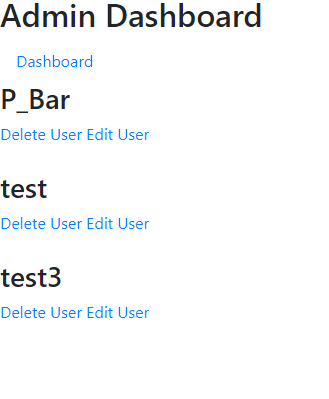 Admin Dashboard
Dashboard
P_Bar
Delete User Edit User
test
Delete User Edit User
test3
Delete User Edit User